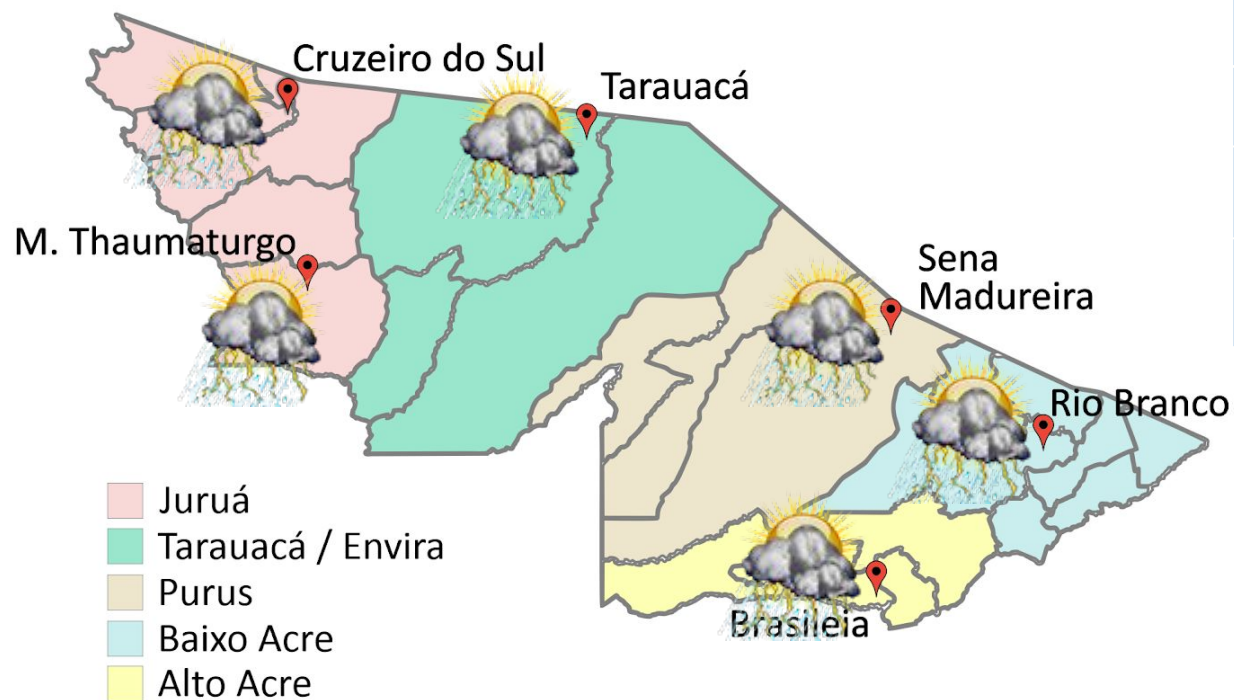 Cruzeiro do Sul
Tarauacá
M. Thaumaturgo
Sena
Madureira
Rio Branco
Brasileia
Juruá
Tarauacá / Envira
Purus
Baixo Acre
Alto Acre